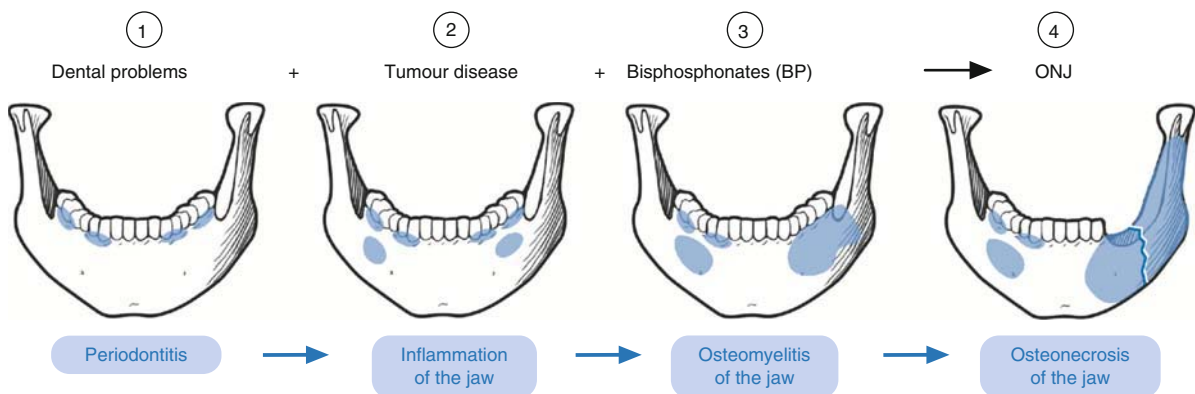 1 2 3 4
Dental problems + Tumour disease + Bisphosphonates (BP) ONJ
Periodontitis
Inflammation
of the jaw
Osteomyelitis
of the jaw
Osteonecrosis
of the jaw